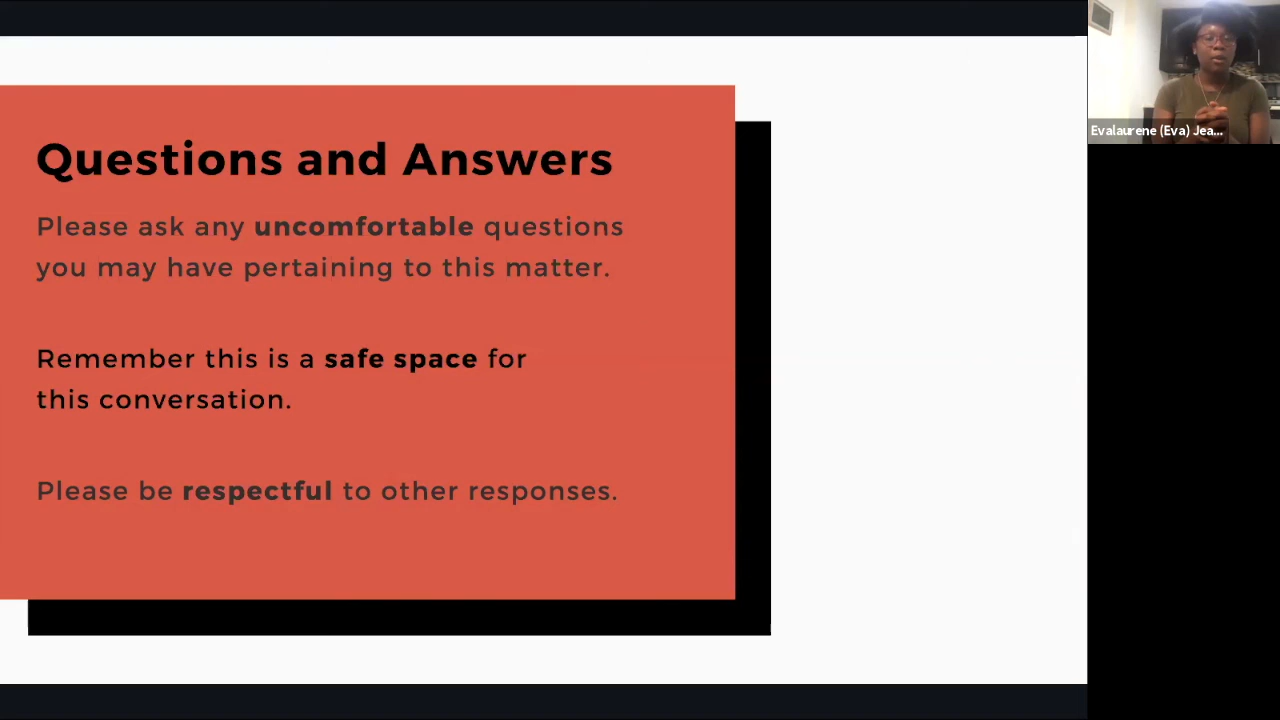 Questions and Answers
Please ask any uncomfortable questions
you may have pertaining to this matter.
Remember this is a safe space for
this conversation.
Please be respectful to other responses.
Evalaurene (Eva) Jea...